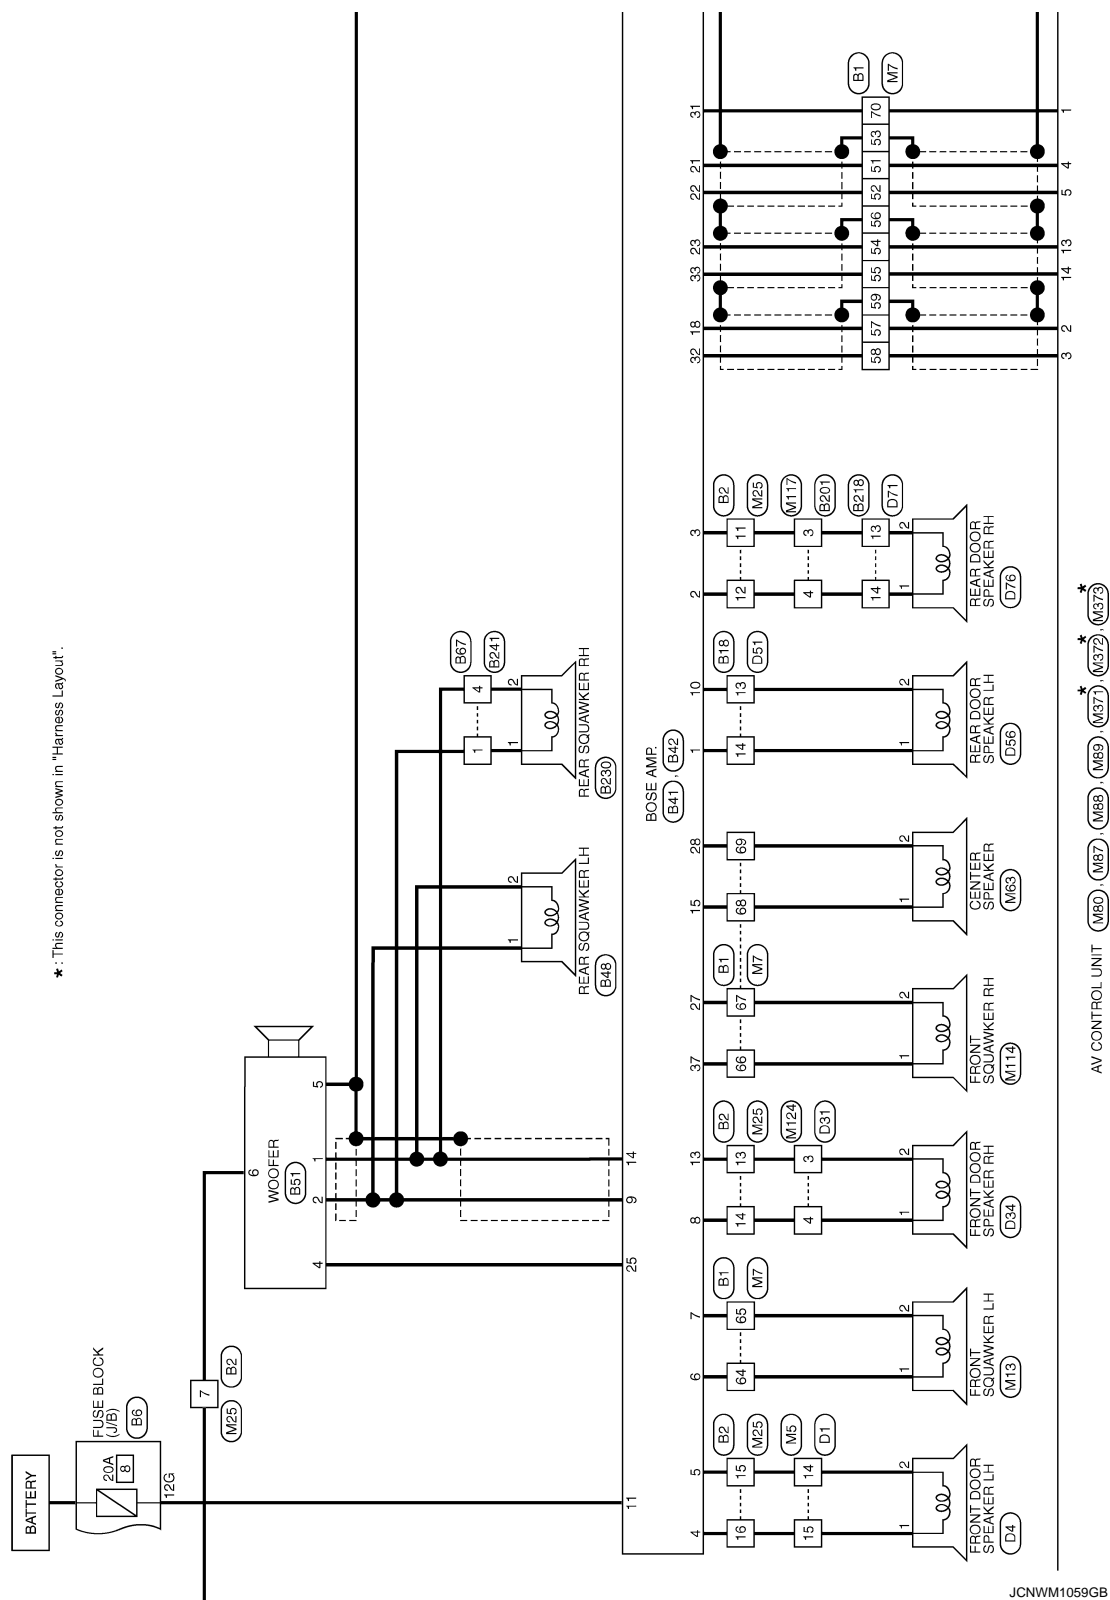 BATTERY
20A
8
FUSE BLOCK
(J/B)
B6
12G
M25
7
B2
6
WOOFER
B51
4
2
1
5
★ : This connector is not shown in "Harness Layout".
1
2
REAR SQUAWKER LH
B48
B67
B241
1
4
1
2
REAR SQUAWKER RH
B230
11
25
9
14
BOSE AMP.
B41 , B42
4
5
6
7
8
13
37
27
15
28
1
10
2
3
32
18
33
23
22
21
31
16
15
B2
M25
15
14
M5
D1
1
2
FRONT DOOR
SPEAKER LH
D4
64
65
B1
M7
1
2
FRONT
SQUAWKER LH
M13
14
13
B2
M25
4
3
M124
D31
1
2
FRONT DOOR
SPEAKER RH
D34
66
67
B1
M7
1
2
FRONT
SQUAWKER RH
M114
68
69
1
2
CENTER
SPEAKER
M63
14
13
B18
D51
1
2
REAR DOOR
SPEAKER LH
D56
12
11
B2
M25
4
3
M117
B201
14
13
B218
D71
1
2
REAR DOOR
SPEAKER RH
D76
58
57
59
55
54
56
52
51
53
70
B1
M7
3
2
14
13
5
4
1
AV CONTROL UNIT M80 , M87 , M88 , M89 , M371★ , M372★ , M373★
JCNWM1059GB